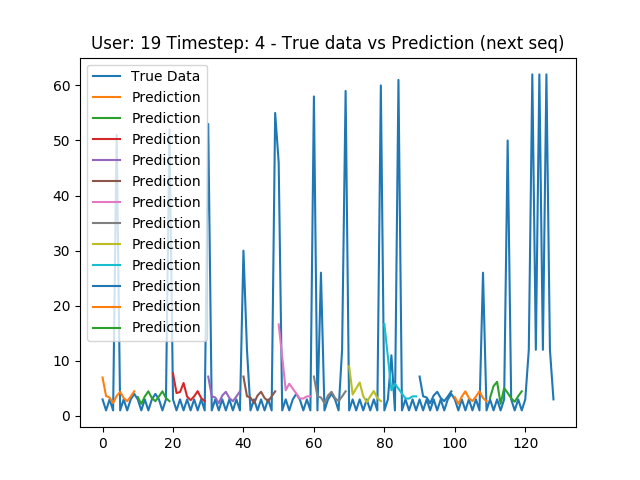 User: 19 Timestep: 4 - True data vs Prediction (next seq)
True Data
Prediction
Prediction
Prediction
Prediction
Prediction
Prediction
Prediction
Prediction
Prediction
Prediction
Prediction
Prediction
60
50
40
30
20
10
0
0 20 40 60 80 100 120